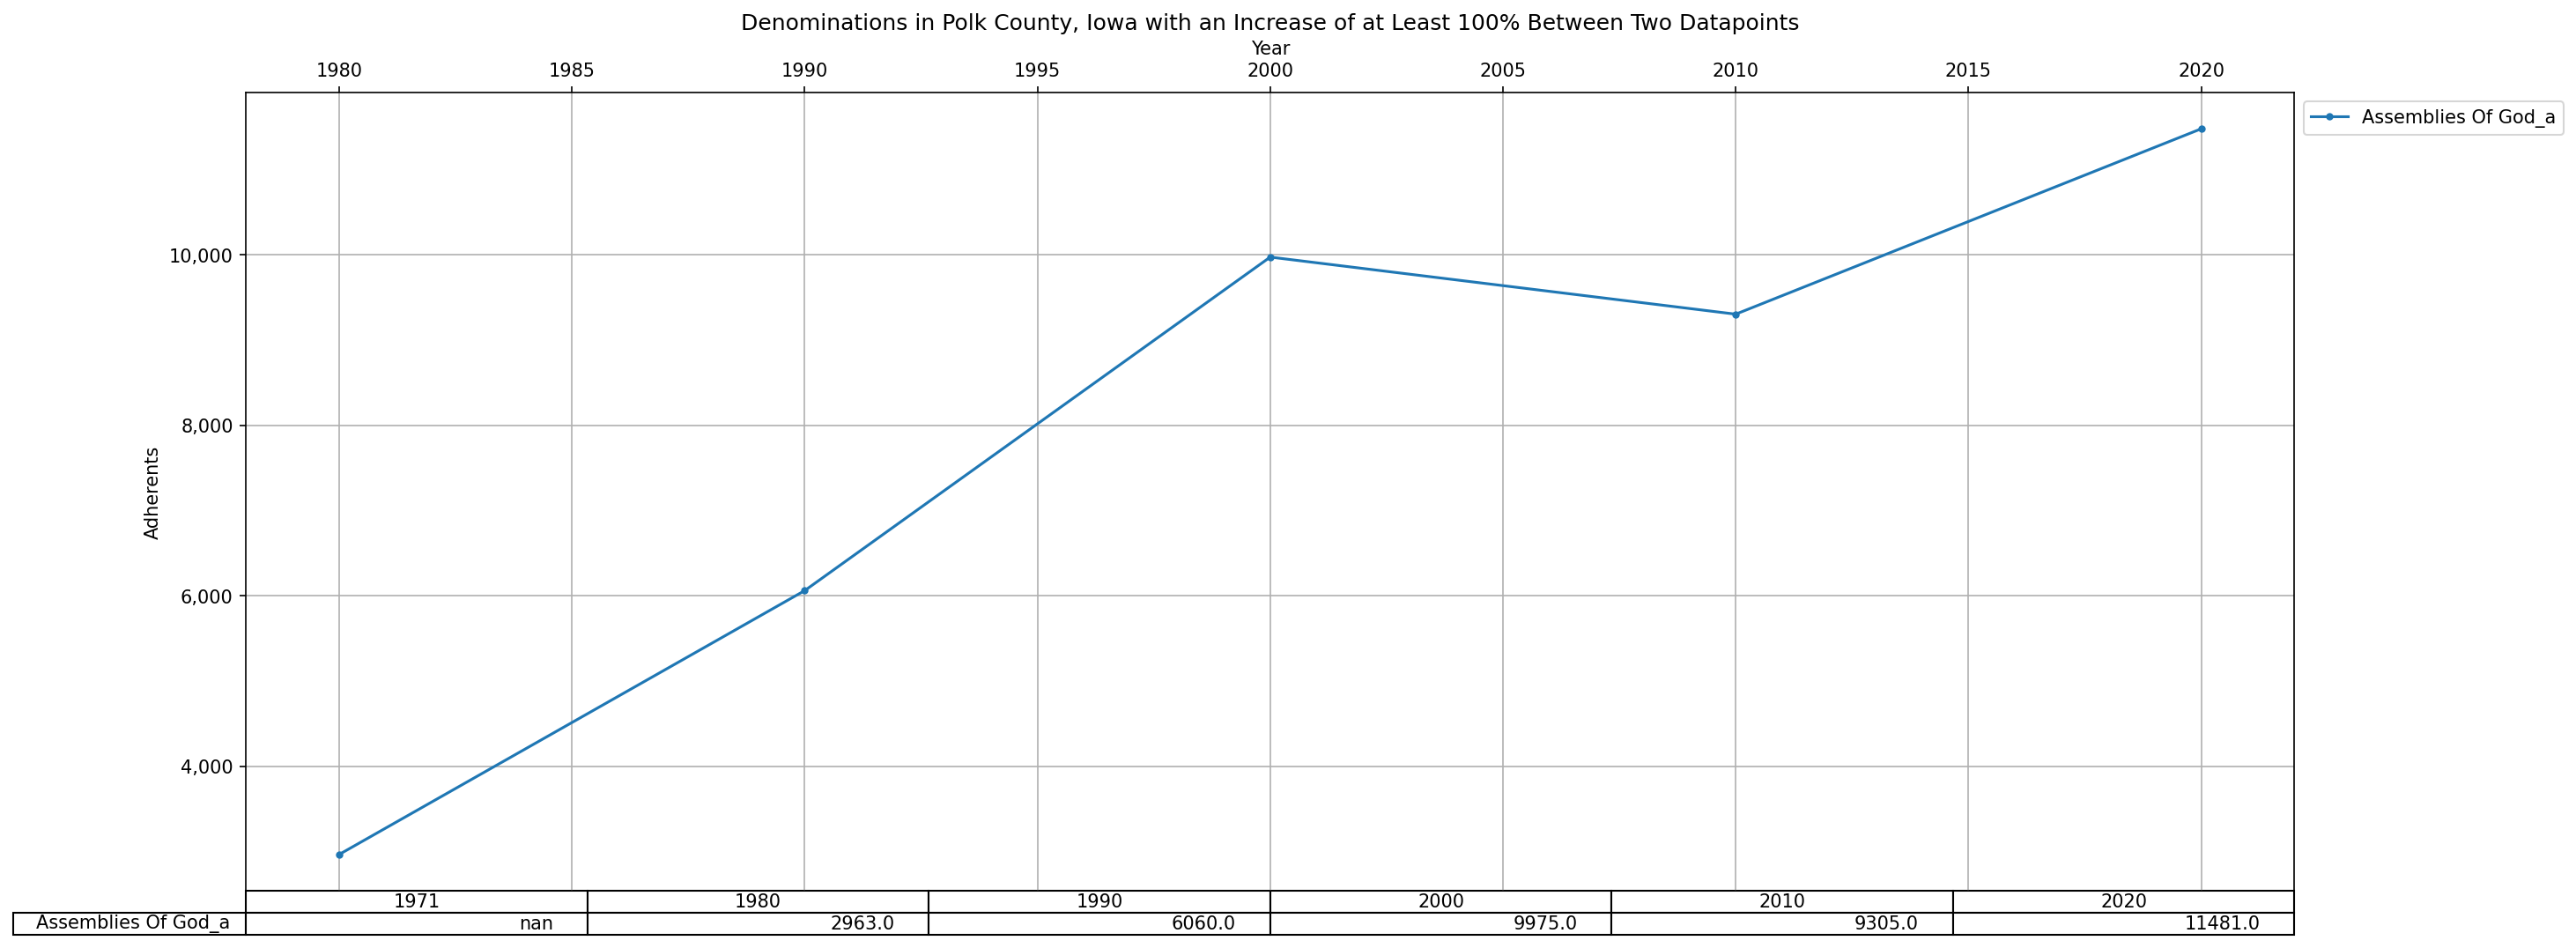 Denominations in Polk County, Iowa with an Increase of at Least 100% Between Two Datapoints
Year
1980 1985 1990 1995 2000 2005 2010 2015 2020
Assemblies Of God_a
10,000
8,000
Adherents
6,000
4,000
1971 1980 1990 2000 2010 2020
Assemblies Of God_a nan 2963.0 6060.0 9975.0 9305.0 11481.0